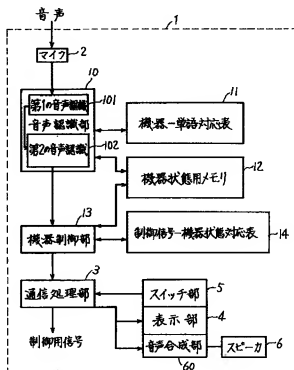 音声
1
マイク
2
10
第1の音声認識
101
音声認識部
第2の音声認識
102
11
機器-単語対応表
12
機器状態用メモリ
13
機器制御部
制御信号-機器状態対応表
14
3
通信処理部
スイッチ部
5
表示部
4
音声合成部
60
スピーカ
6
制御用信号